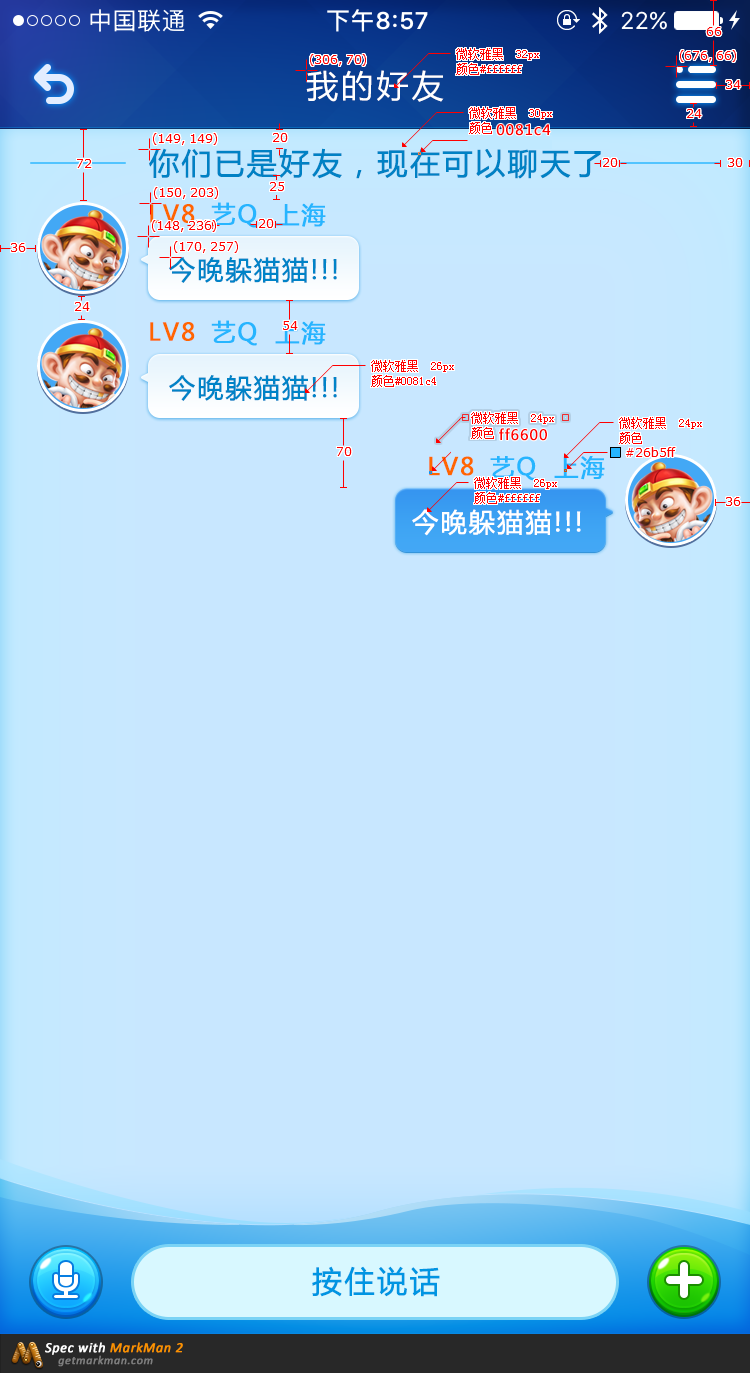 中国联通 下午8:57 22%
66
(306, 70)
微软雅黑 32px
颜色#ffffff
(676, 66)
我的好友
34
24
微软雅黑 30px
颜色 0081c4
(149, 149)
20
72
你们已是好友，现在可以聊天了
20
30
25
(150, 203)
LV8 艺Q 上海
20
(148, 236)
36
(170, 257)
今晚躲猫猫!!!
24
54
LV8 艺Q 上海
微软雅黑 26px
颜色#0081c4
今晚躲猫猫!!!
微软雅黑 24px
颜色 ff6600
微软雅黑 24px
颜色
#26b5ff
70
LV8 艺Q 上海
微软雅黑 26px
颜色#ffffff
36
今晚躲猫猫!!!
按住说话
Spec with MarkMan 2
getmarkman.com